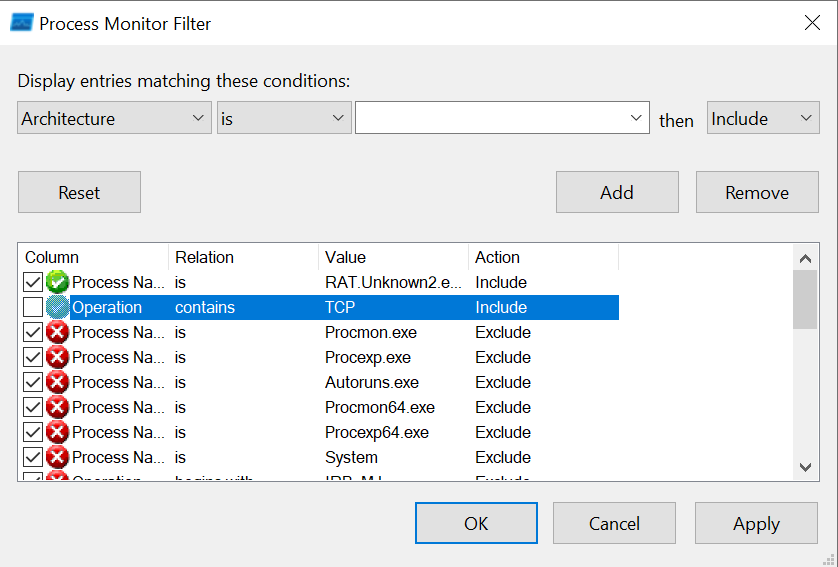 Process Monitor Filter
Display entries matching these conditions:
Architecture is then Include
Reset Add Remove
Column Relation Value Action
Process Na... is RAT.Unknown2.e... Include
Operation contains TCP Include
Process Na... is Procmon.exe Exclude
Process Na... is Procexp.exe Exclude
Process Na... is Autoruns.exe Exclude
Process Na... is Procmon64.exe Exclude
Process Na... is Procexp64.exe Exclude
Process Na... is System Exclude
Operation begins with IRP_MJ Exclude
OK Cancel Apply